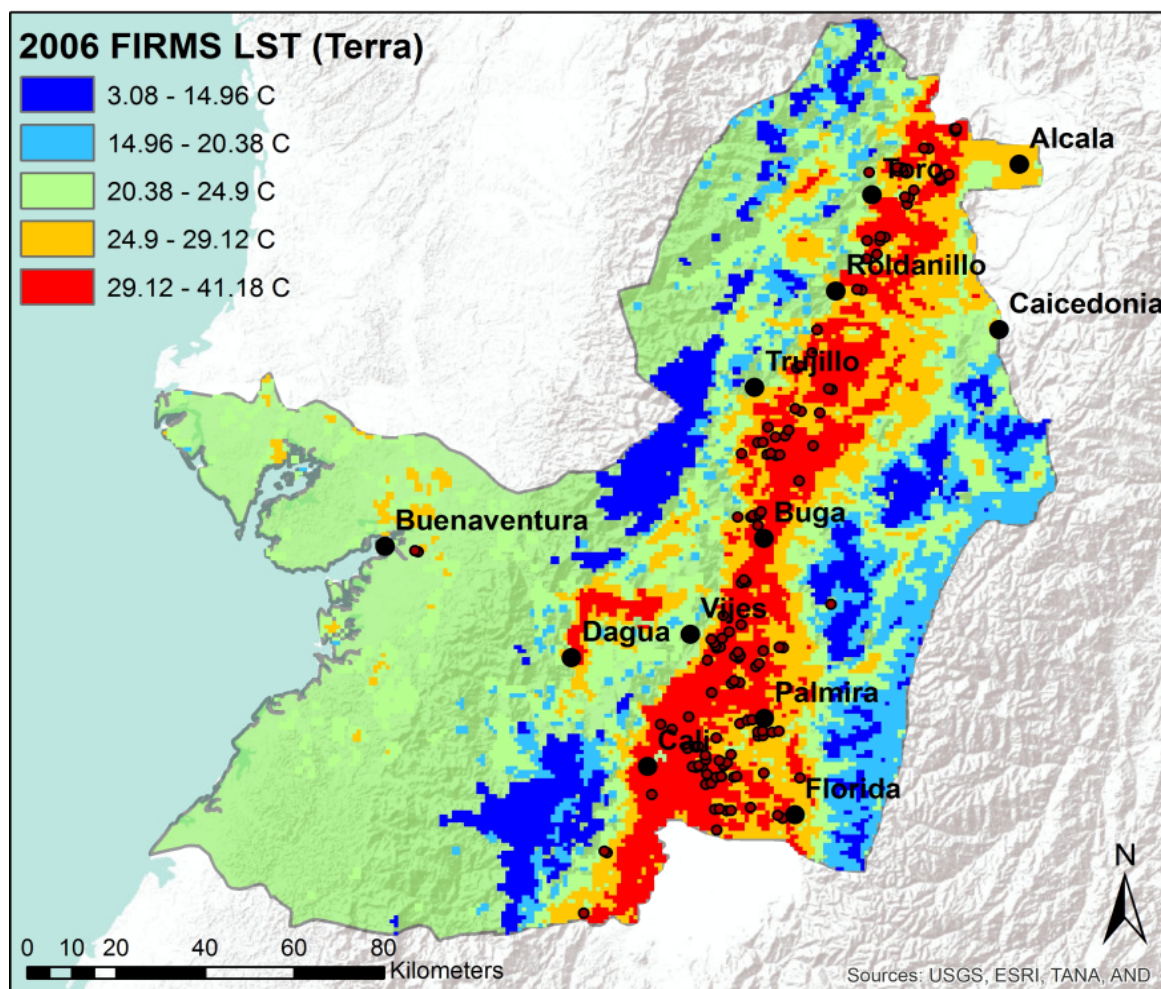 2006 FIRMS LST (Terra)
3.08 - 14.96 C
14.96 - 20.38 C
20.38 - 24.9 C
24.9 - 29.12 C
29.12 - 41.18 C
Alcala
Toro
Roldanillo
Caicedonia
Trujillo
Buenaventura
Buga
Vijes
Dagua
Palmira
Cali
Florida
N
0 10 20 40 60 80
Kilometers
Sources: USGS, ESRI, TANA, AND